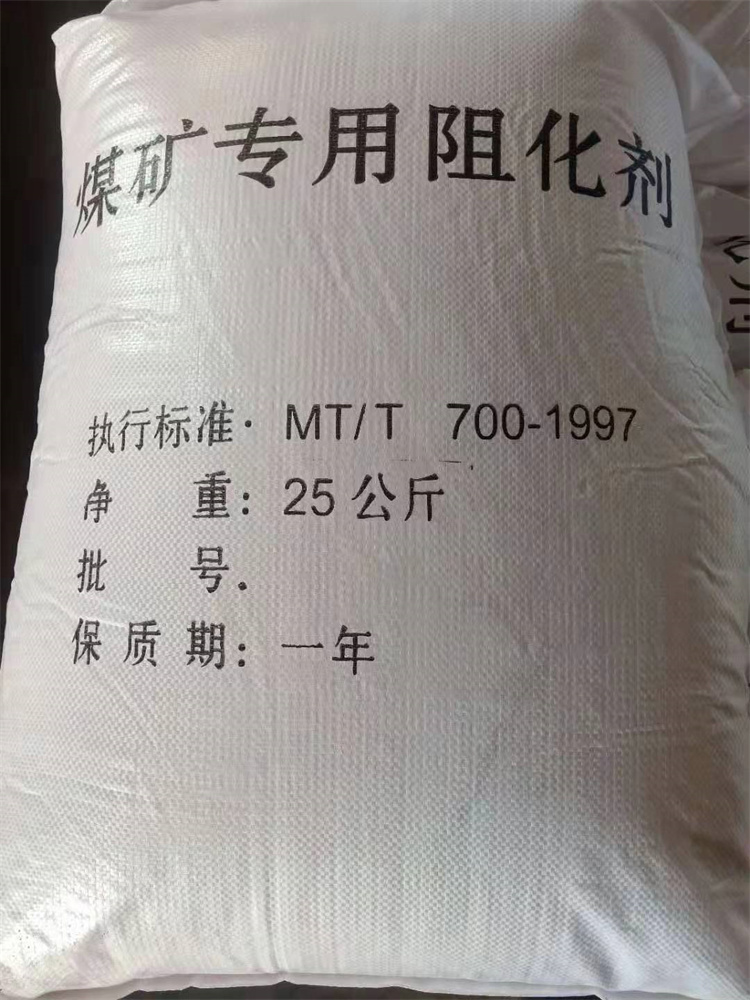 煤矿专用阻化剂
执行标准: MT/T 700-1997
净 重: 25公斤
批 号:
保质期: 一年